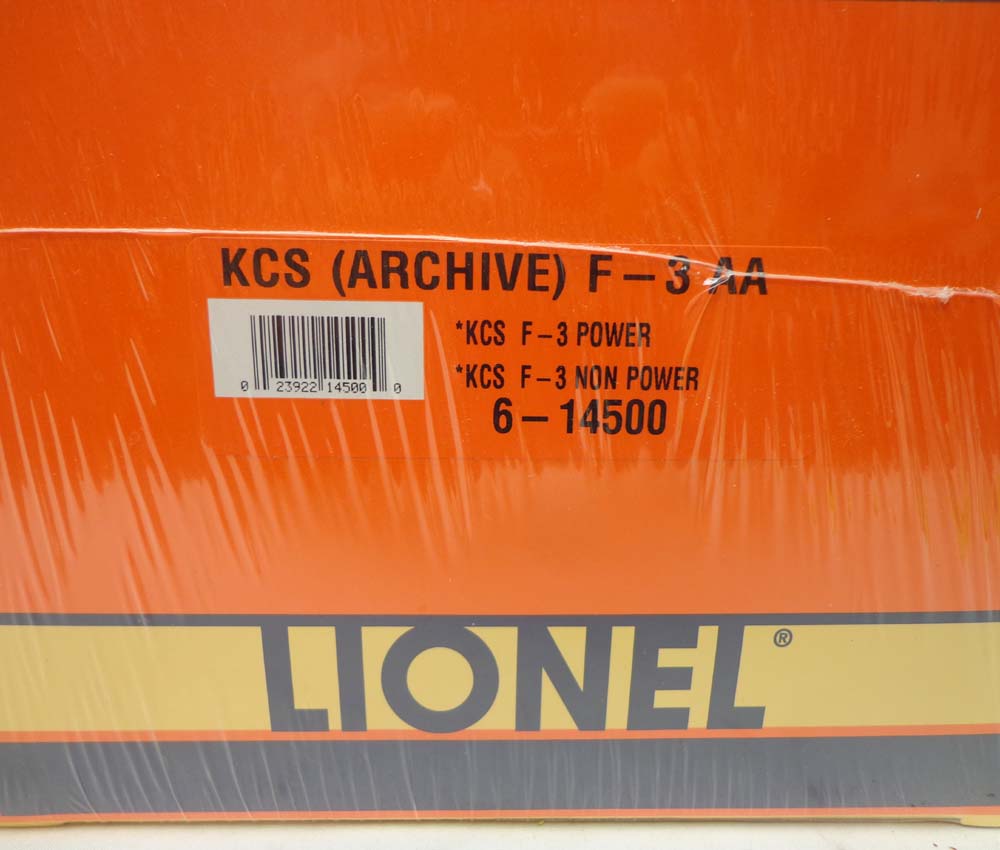 KCS (ARCHIVE) F-3 AA
*KCS F-3 POWER
*KCS F-3 NON POWER
6-14500
0 23922 14500 0
LIONEL®